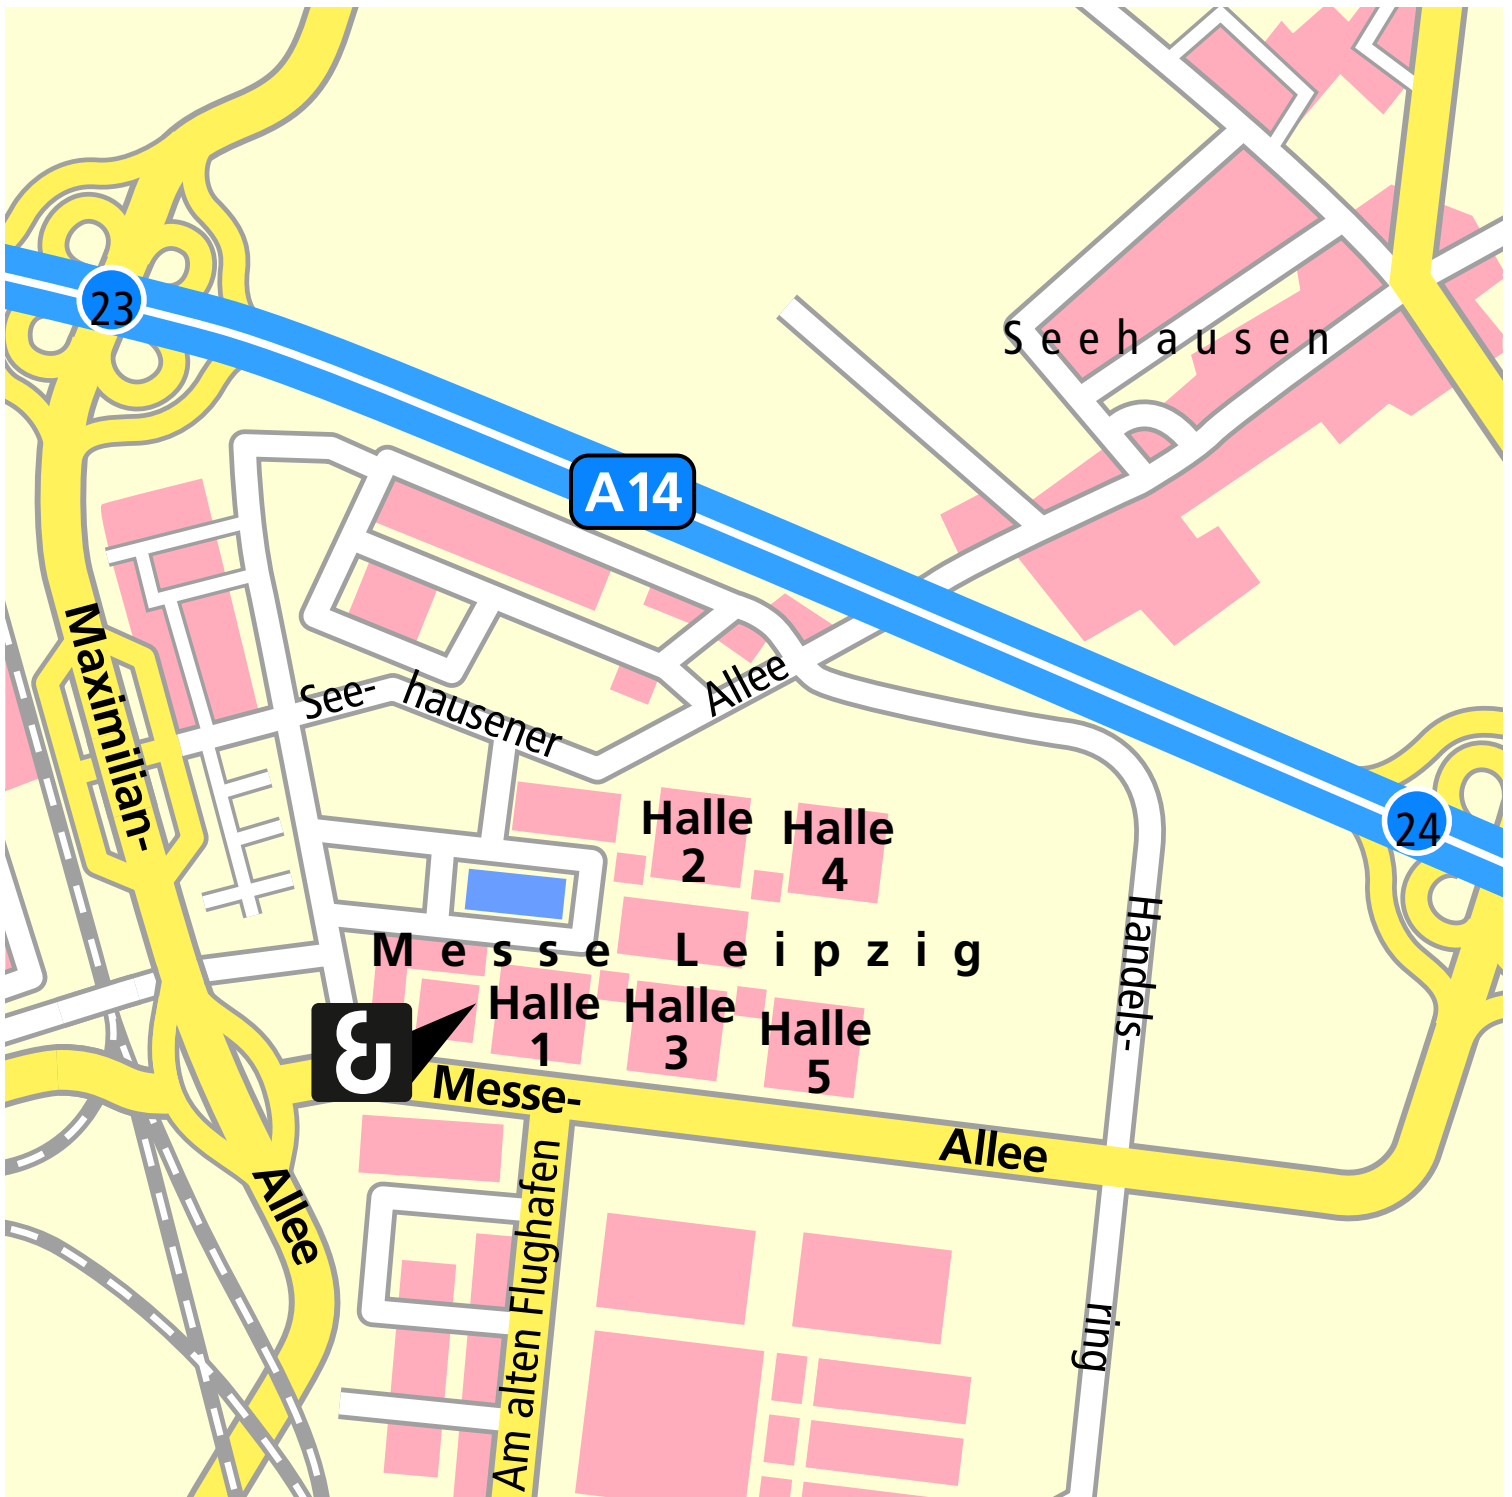 23
Seehausen
A14
Maximilian-
Allee
See-
hausener
Allee
Halle
2
Halle
4
24
Messe Leipzig
Halle
1
Halle
3
Halle
5
Handels-
ring
Messe-
Allee
Am alten Flughafen